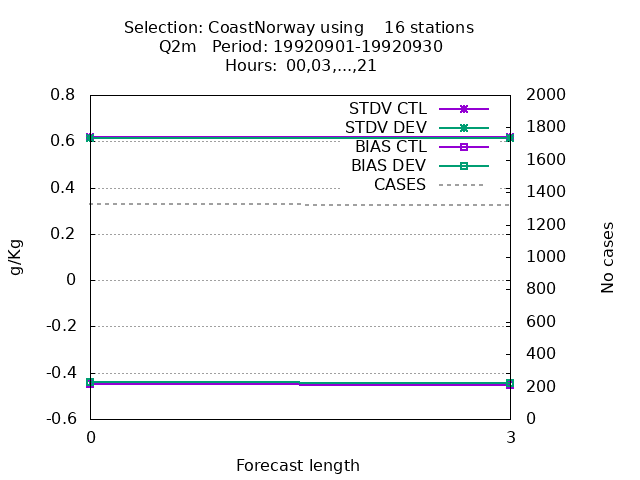 Selection: CoastNorway using    16 stations
Q2m   Period: 19920901-19920930
Hours:  00,03,...,21
STDV CTL
STDV DEV
BIAS CTL
BIAS DEV
CASES
0.8
0.6
0.4
0.2
0
-0.2
-0.4
-0.6
g/Kg
2000
1800
1600
1400
1200
1000
800
600
400
200
0
No cases
0
3
Forecast length